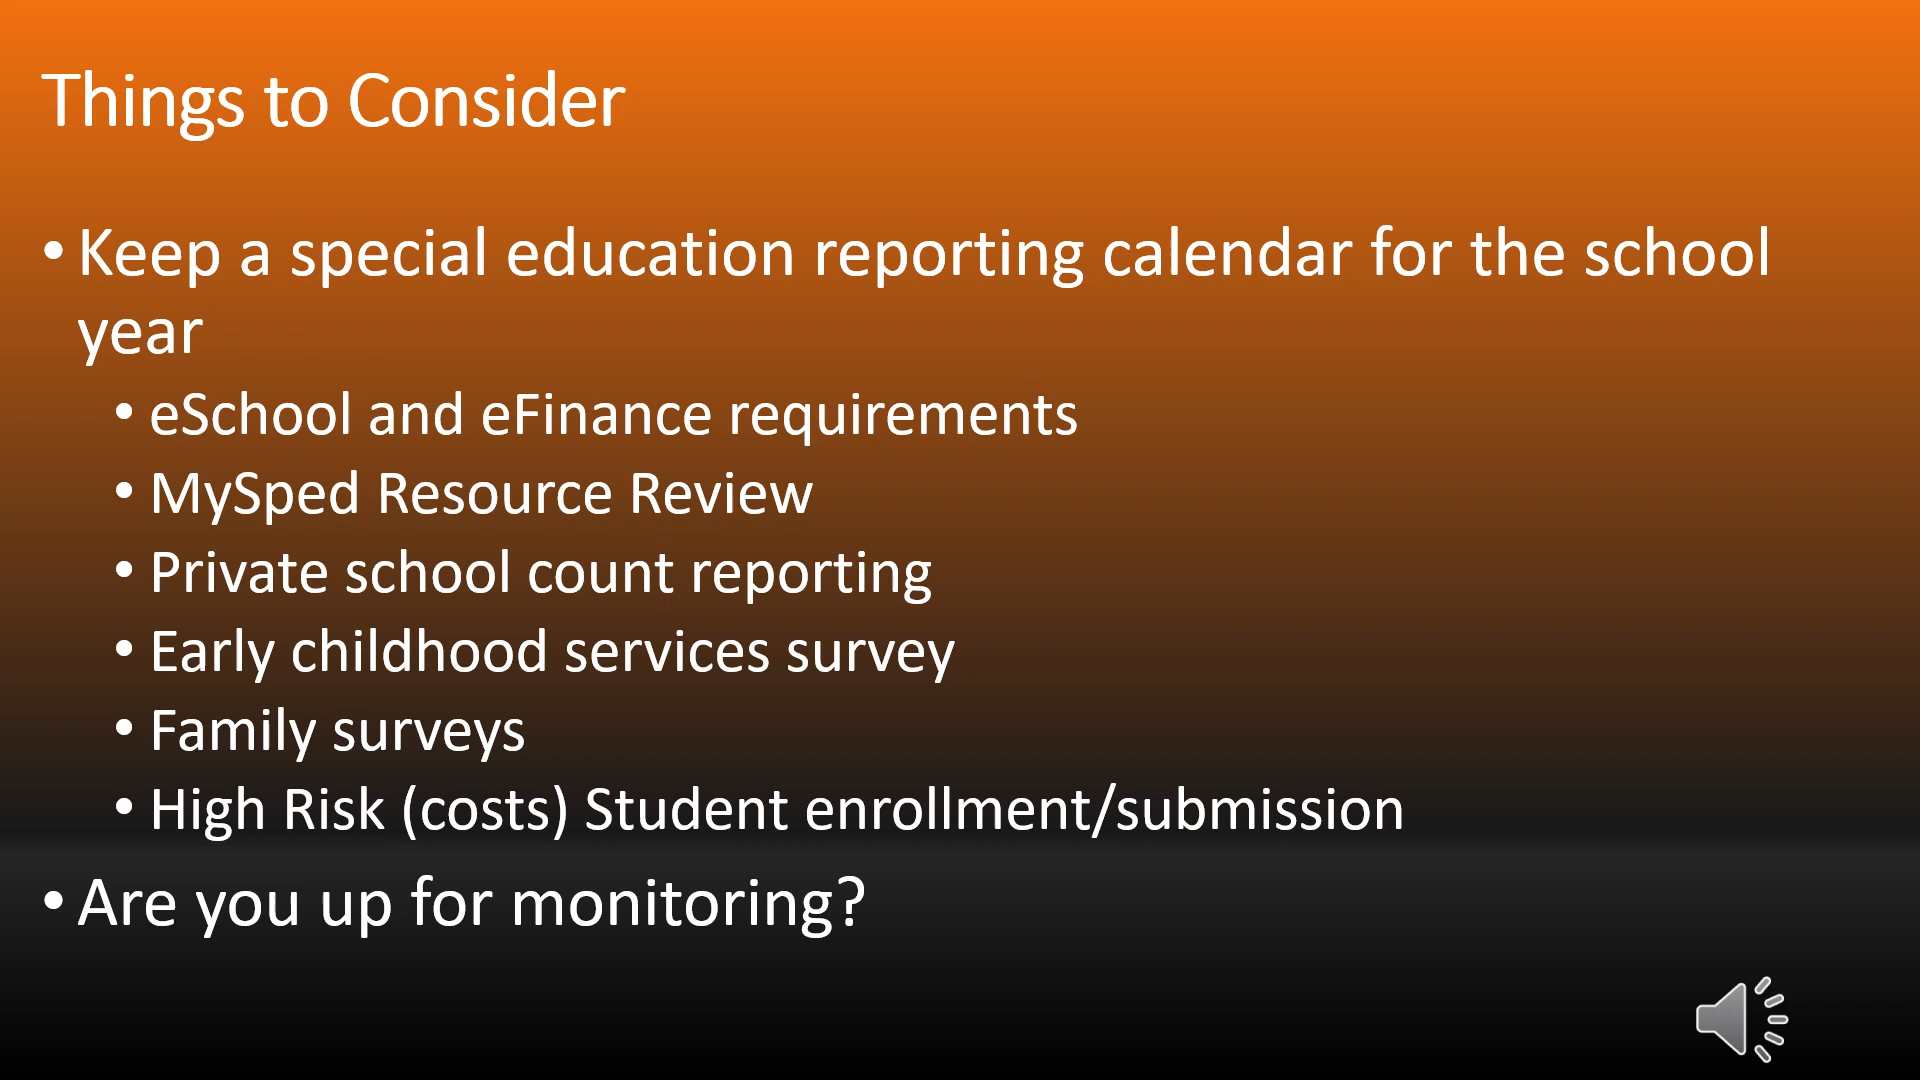 Things to Consider
• Keep a special education reporting calendar for the school
year
• eSchool and eFinance requirements
• MySped Resource Review
• Private school count reporting
• Early childhood services survey
• Family surveys
• High Risk (costs) Student enrollment/submission
• Are you up for monitoring?